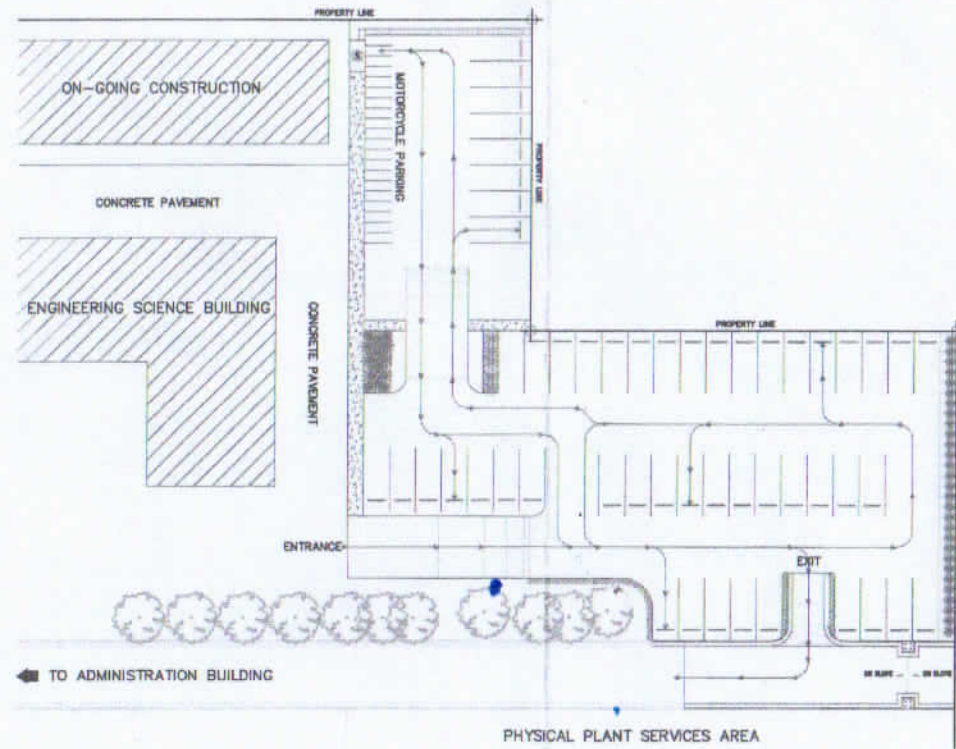 PROPERTY LINE
ON-GOING CONSTRUCTION
MOTORCYCLE PARKING
PROPERTY LINE
CONCRETE PAVEMENT
ENGINEERING SCIENCE BUILDING
CONCRETE PAVEMENT
PROPERTY LINE
ENTRANCE
EXIT
TO ADMINISTRATION BUILDING
PHYSICAL PLANT SERVICES AREA